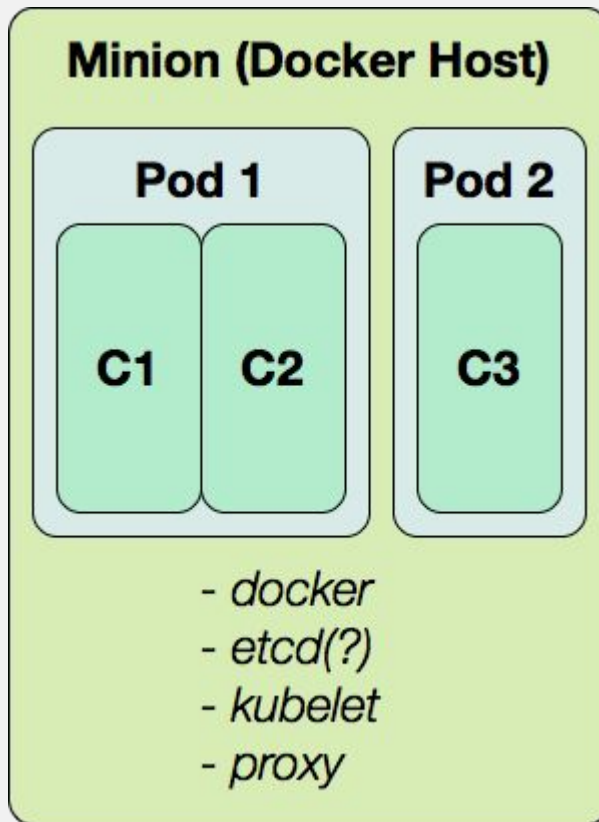 Minion (Docker Host)
Pod 1
Pod 2
C1
C2
C3
- docker
- etcd(?)
- kubelet
- proxy